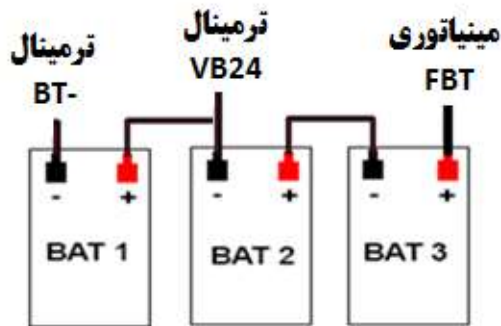 ترمینال
BT-
ترمینال
VB24
مینیاتوری
FBT
- +
BAT 1
- +
BAT 2
- +
BAT 3